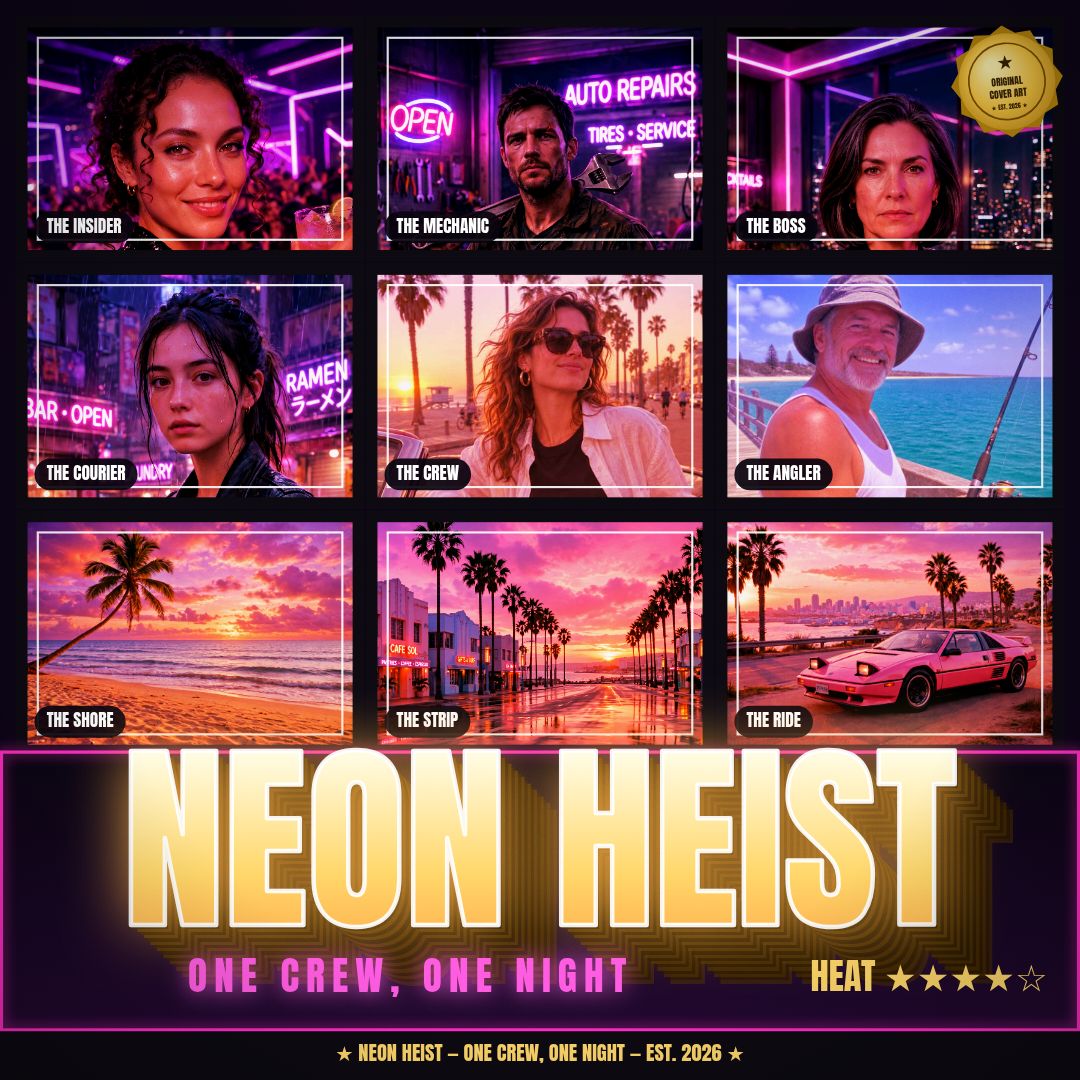 OPEN
AUTO REPAIRS
TIRES • SERVICE
★
ORIGINAL
COVER ART
★ EST. 2026 ★
THE INSIDER
THE MECHANIC
THE BOSS
RAMEN
ラーメン
BAR • OPEN
THE COURIER
THE CREW
THE ANGLER
CAFE SOL
THE SHORE
THE STRIP
THE RIDE
NEON HEIST
ONE CREW, ONE NIGHT
HEAT ★★★★☆
★ NEON HEIST – ONE CREW, ONE NIGHT – EST. 2026 ★